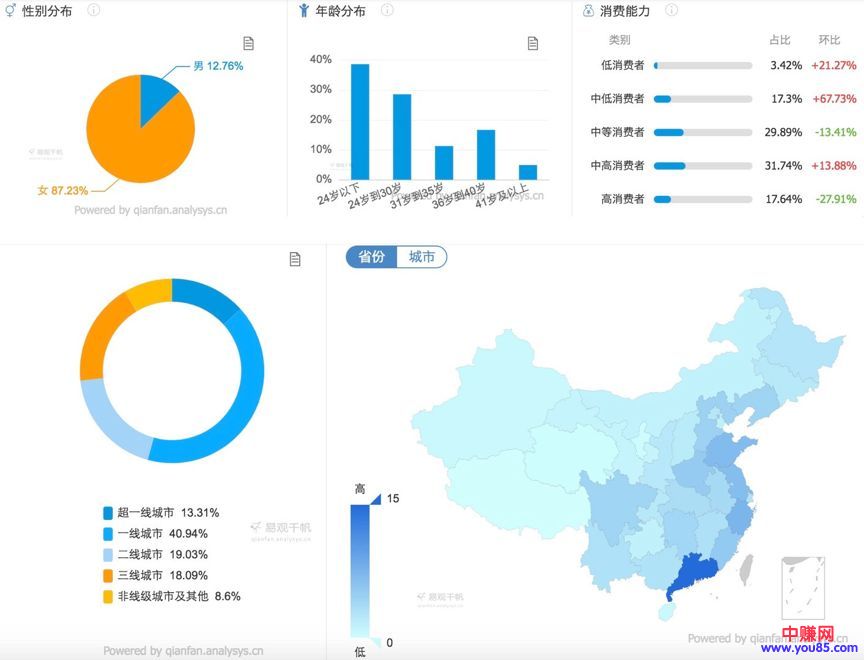 性别分布
年龄分布
消费能力
男 12.76%
女 87.23%
易观千帆
Powered by qianfan.analysys.cn
40%
30%
20%
10%
0%
24岁以下
24岁到30岁
31岁到35岁
36岁到40岁
41岁及以上
类别 占比 环比
低消费者 3.42% +21.27%
中低消费者 17.3% +67.73%
中等消费者 29.89% -13.41%
中高消费者 31.74% +13.88%
高消费者 17.64% -27.91%
超一线城市 13.31%
一线城市 40.94%
二线城市 19.03%
三线城市 18.09%
非线级城市及其他 8.6%
易观千帆
qianfan.analysys.cn
Powered by qianfan.analysys.cn
省份 城市
高
15
0
低
易观千帆
qianfan.analysys.cn
Powered by qianfan.analysys.cn
中赚网
www.you85.com